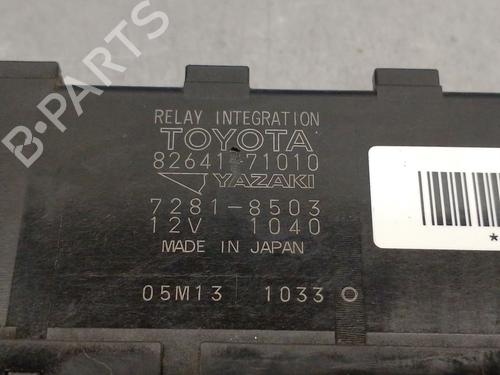 B-PARTS
RELAY INTEGRATION
TOYOTA
82641-71010
YAZAKI
7281-8503
12V 1040
MADE IN JAPAN
05M13 1033
*